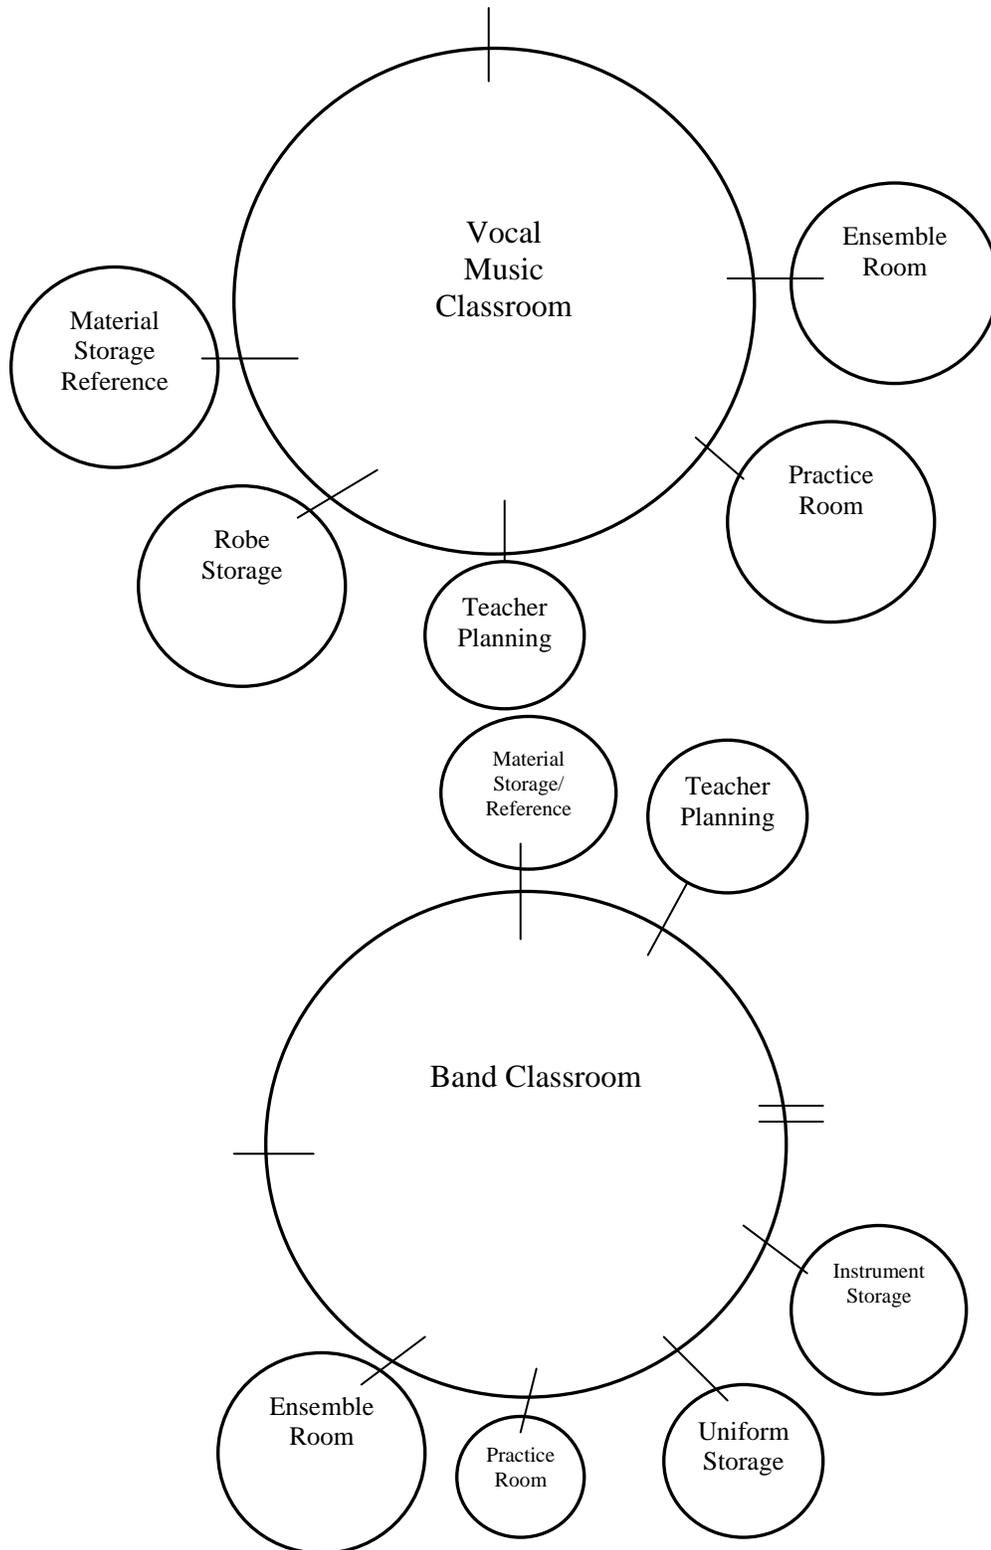 Vocal
Music
Classroom
Ensemble
Room
Material
Storage
Reference
Practice
Room
Robe
Storage
Teacher
Planning
Material
Storage/
Reference
Teacher
Planning
Band Classroom
Instrument
Storage
Ensemble
Room
Practice
Room
Uniform
Storage